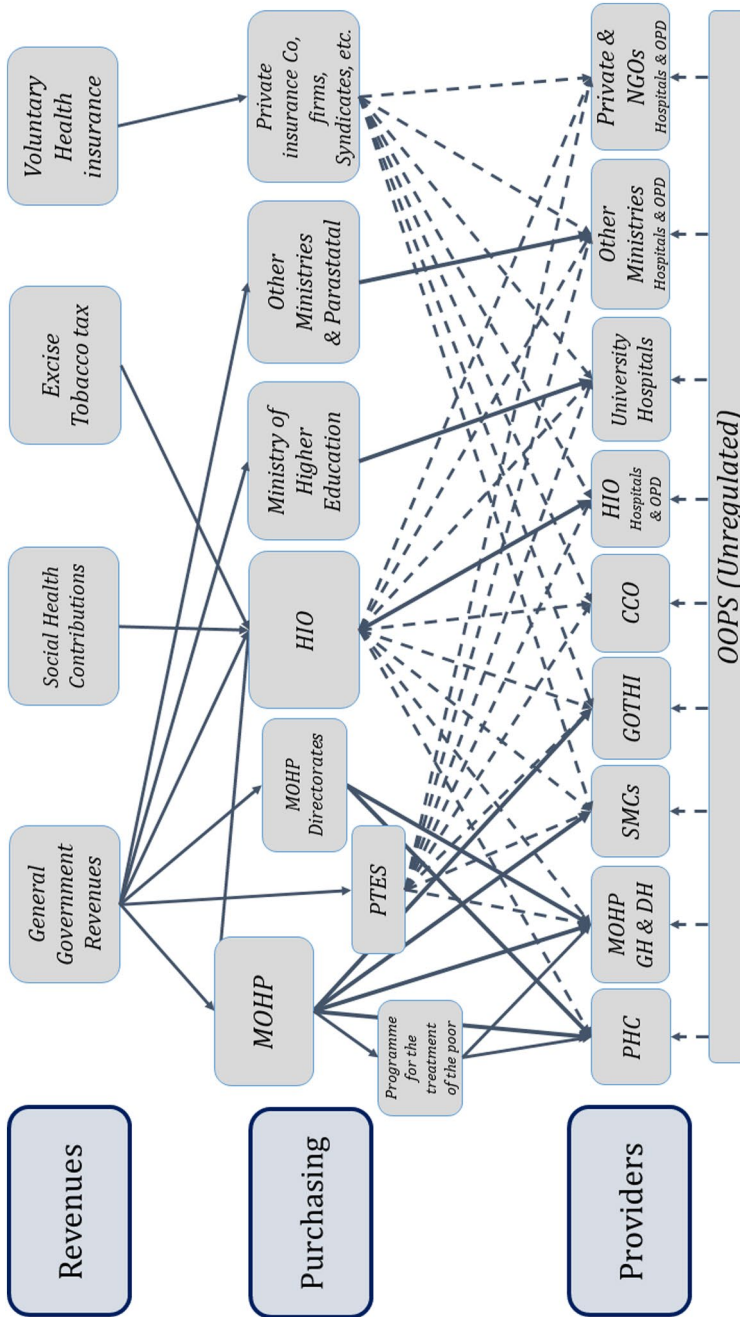 Revenues
General
Government
Revenues
Social Health
Contributions
Excise
Tobacco tax
Voluntary
Health
insurance
Purchasing
MOHP
Programme
for the
treatment
of the poor
PTES
MOHP
Directorates
HIO
Ministry of
Higher
Education
Other
Ministries
& Parastatal
Private
insurance Co,
firms,
Syndicates, etc.
Providers
PHC
MOHP
GH & DH
SMCs
GOTHI
CCO
HIO
Hospitals
& OPD
University
Hospitals
Other
Ministries
Hospitals & OPD
Private &
NGOs
Hospitals & OPD
OOPS (Unregulated)